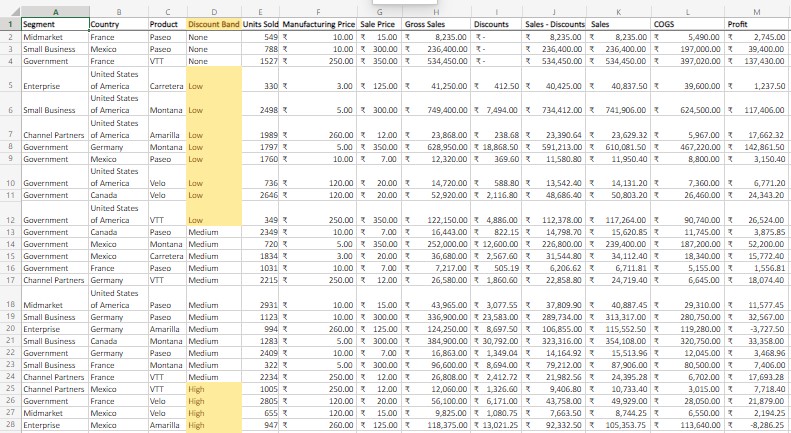 A B C D E F G H I J K L M
1 Segment Country Product Discount Band Units Sold Manufacturing Price Sale Price Gross Sales Discounts Sales - Discounts Sales COGS Profit
2 Midmarket France Paseo None 549 ₹ 10.00 ₹ 15.00 ₹ 8,235.00 ₹ - ₹ 8,235.00 ₹ 8,235.00 ₹ 5,490.00 ₹ 2,745.00
3 Small Business Mexico Paseo None 788 ₹ 10.00 ₹ 300.00 ₹ 236,400.00 ₹ - ₹ 236,400.00 ₹ 236,400.00 ₹ 197,000.00 ₹ 39,400.00
4 Government France VTT None 1527 ₹ 250.00 ₹ 350.00 ₹ 534,450.00 ₹ - ₹ 534,450.00 ₹ 534,450.00 ₹ 397,020.00 ₹ 137,430.00
United States
5 Enterprise of America Carretera Low 330 ₹ 3.00 ₹ 125.00 ₹ 41,250.00 ₹ 412.50 ₹ 40,425.00 ₹ 40,837.50 ₹ 39,600.00 ₹ 1,237.50
United States
6 Small Business of America Montana Low 2498 ₹ 5.00 ₹ 300.00 ₹ 749,400.00 ₹ 7,494.00 ₹ 734,412.00 ₹ 741,906.00 ₹ 624,500.00 ₹ 117,406.00
United States
7 Channel Partners of America Amarilla Low 1989 ₹ 260.00 ₹ 12.00 ₹ 23,868.00 ₹ 238.68 ₹ 23,390.64 ₹ 23,629.32 ₹ 5,967.00 ₹ 17,662.32
8 Government Germany Montana Low 1797 ₹ 5.00 ₹ 350.00 ₹ 628,950.00 ₹ 18,868.50 ₹ 591,213.00 ₹ 610,081.50 ₹ 467,220.00 ₹ 142,861.50
9 Government Mexico Paseo Low 1760 ₹ 10.00 ₹ 7.00 ₹ 12,320.00 ₹ 369.60 ₹ 11,580.80 ₹ 11,950.40 ₹ 8,800.00 ₹ 3,150.40
United States
10 Government of America Velo Low 736 ₹ 120.00 ₹ 20.00 ₹ 14,720.00 ₹ 588.80 ₹ 13,542.40 ₹ 14,131.20 ₹ 7,360.00 ₹ 6,771.20
11 Government Canada Velo Low 2646 ₹ 120.00 ₹ 20.00 ₹ 52,920.00 ₹ 2,116.80 ₹ 48,686.40 ₹ 50,803.20 ₹ 26,460.00 ₹ 24,343.20
United States
12 Government of America VTT Low 349 ₹ 250.00 ₹ 350.00 ₹ 122,150.00 ₹ 4,886.00 ₹ 112,378.00 ₹ 117,264.00 ₹ 90,740.00 ₹ 26,524.00
13 Government Canada Paseo Medium 2349 ₹ 10.00 ₹ 7.00 ₹ 16,443.00 ₹ 822.15 ₹ 14,798.70 ₹ 15,620.85 ₹ 11,745.00 ₹ 3,875.85
14 Government Mexico Montana Medium 720 ₹ 5.00 ₹ 350.00 ₹ 252,000.00 ₹ 12,600.00 ₹ 226,800.00 ₹ 239,400.00 ₹ 187,200.00 ₹ 52,200.00
15 Government Mexico Carretera Medium 1834 ₹ 3.00 ₹ 20.00 ₹ 36,680.00 ₹ 2,567.60 ₹ 31,544.80 ₹ 34,112.40 ₹ 18,340.00 ₹ 15,772.40
16 Government France Paseo Medium 1031 ₹ 10.00 ₹ 7.00 ₹ 7,217.00 ₹ 505.19 ₹ 6,206.62 ₹ 6,711.81 ₹ 5,155.00 ₹ 1,556.81
17 Channel Partners Germany VTT Medium 2215 ₹ 250.00 ₹ 12.00 ₹ 26,580.00 ₹ 1,860.60 ₹ 22,858.80 ₹ 24,719.40 ₹ 6,645.00 ₹ 18,074.40
United States
18 Midmarket of America Paseo Medium 2931 ₹ 10.00 ₹ 15.00 ₹ 43,965.00 ₹ 3,077.55 ₹ 37,809.90 ₹ 40,887.45 ₹ 29,310.00 ₹ 11,577.45
19 Small Business Germany Paseo Medium 1123 ₹ 10.00 ₹ 300.00 ₹ 336,900.00 ₹ 23,583.00 ₹ 289,734.00 ₹ 313,317.00 ₹ 280,750.00 ₹ 32,567.00
20 Enterprise Germany Amarilla Medium 994 ₹ 260.00 ₹ 125.00 ₹ 124,250.00 ₹ 8,697.50 ₹ 106,855.00 ₹ 115,552.50 ₹ 119,280.00 ₹ -3,727.50
21 Small Business Canada Montana Medium 1283 ₹ 5.00 ₹ 300.00 ₹ 384,900.00 ₹ 30,792.00 ₹ 323,316.00 ₹ 354,108.00 ₹ 320,750.00 ₹ 33,358.00
22 Government Germany Paseo Medium 2409 ₹ 10.00 ₹ 7.00 ₹ 16,863.00 ₹ 1,349.04 ₹ 14,164.92 ₹ 15,513.96 ₹ 12,045.00 ₹ 3,468.96
23 Small Business France Montana Medium 322 ₹ 5.00 ₹ 300.00 ₹ 96,600.00 ₹ 8,694.00 ₹ 79,212.00 ₹ 87,906.00 ₹ 80,500.00 ₹ 7,406.00
24 Channel Partners France VTT Medium 2234 ₹ 250.00 ₹ 12.00 ₹ 26,808.00 ₹ 2,412.72 ₹ 21,982.56 ₹ 24,395.28 ₹ 6,702.00 ₹ 17,693.28
25 Channel Partners Mexico VTT High 1005 ₹ 250.00 ₹ 12.00 ₹ 12,060.00 ₹ 1,326.60 ₹ 9,406.80 ₹ 10,733.40 ₹ 3,015.00 ₹ 7,718.40
26 Government France Velo High 2805 ₹ 120.00 ₹ 20.00 ₹ 56,100.00 ₹ 6,171.00 ₹ 43,758.00 ₹ 49,929.00 ₹ 28,050.00 ₹ 21,879.00
27 Midmarket Mexico Velo High 655 ₹ 120.00 ₹ 15.00 ₹ 9,825.00 ₹ 1,080.75 ₹ 7,663.50 ₹ 8,744.25 ₹ 6,550.00 ₹ 2,194.25
28 Enterprise Mexico Amarilla High 947 ₹ 260.00 ₹ 125.00 ₹ 118,375.00 ₹ 13,021.25 ₹ 92,332.50 ₹ 105,353.75 ₹ 113,640.00 ₹ -8,286.25